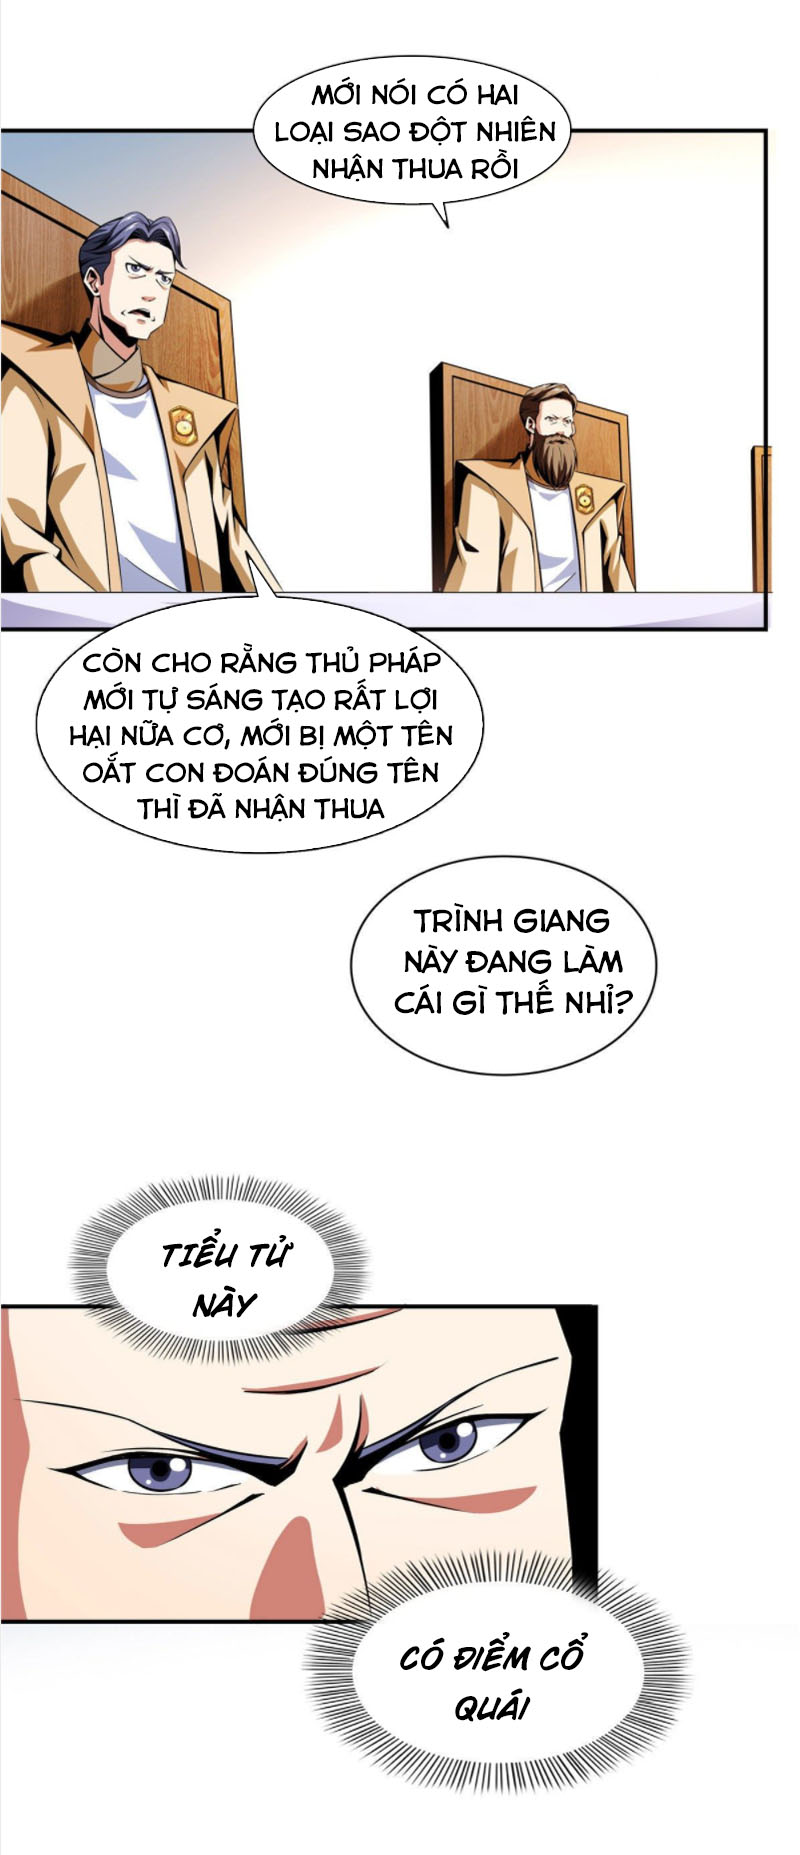 MỚI NÓI CÓ HAI
LOẠI SAO ĐỘT NHIÊN
NHẬN THUA RỒI
CÒN CHO RẰNG THỦ PHÁP
MỚI TỰ SÁNG TẠO RẤT LỢI
HẠI NỮA CƠ, MỚI BỊ MỘT TÊN
OẮT CON ĐOÁN ĐÚNG TÊN
THÌ ĐÃ NHẬN THUA
TRÌNH GIANG
NÀY ĐANG LÀM
CÁI GÌ THẾ NHỈ?
TIỂU TỬ
NÀY
CÓ ĐIỂM CỔ
QUÁI